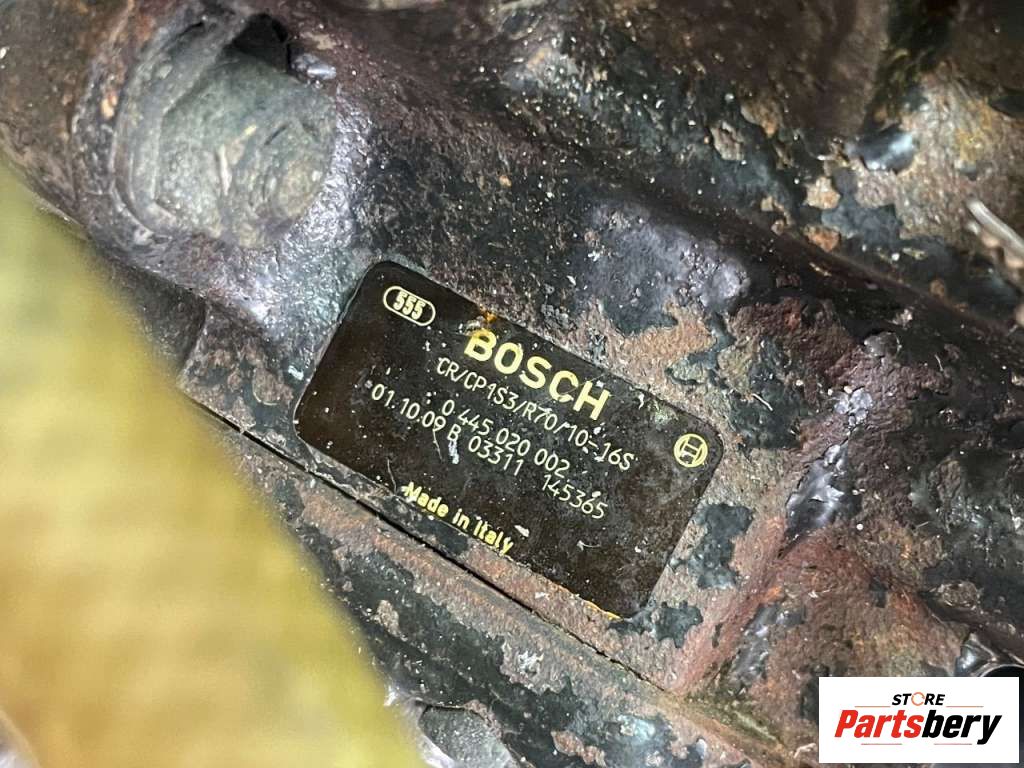 555
BOSCH
CR/CP1S3/R70/10-16S
0 445 020 002
01.10.09 B 03311 145365
Made in Italy
STORE
Partsbery